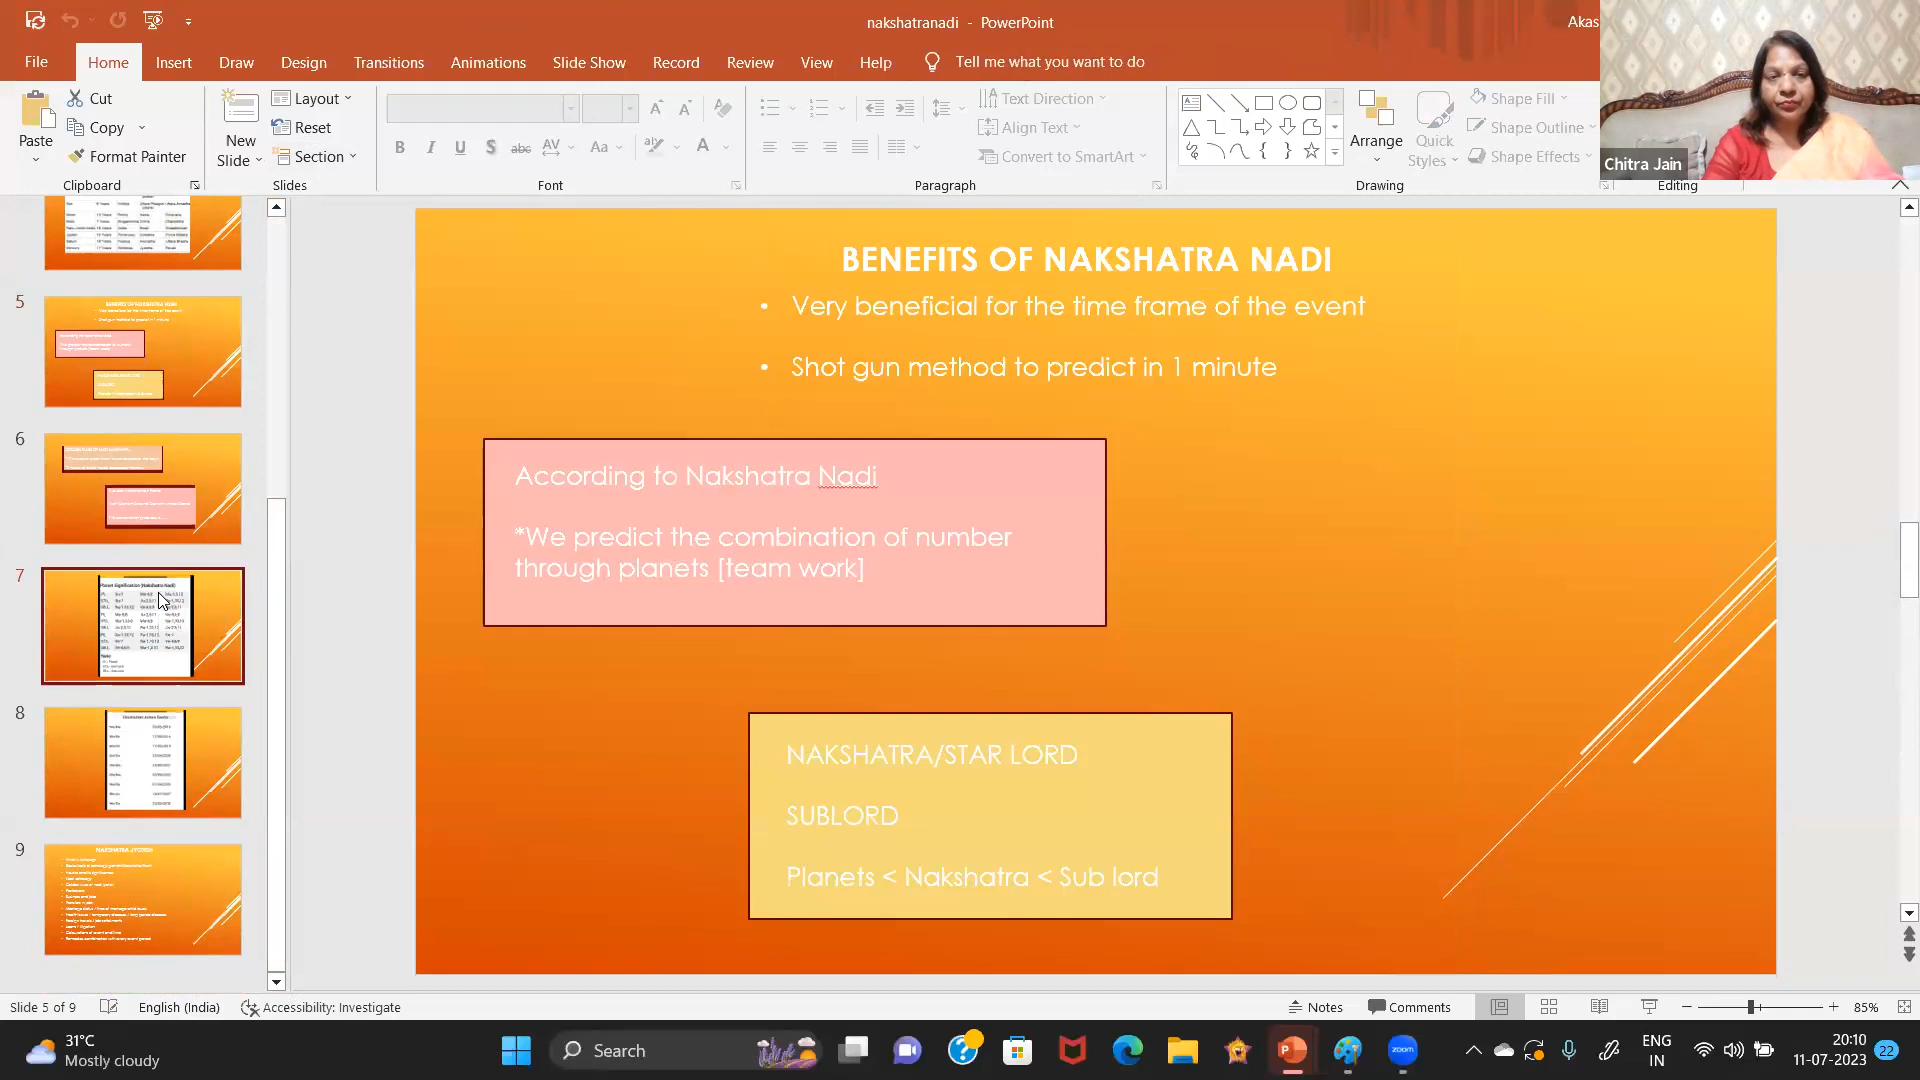 nakshatranadi - PowerPoint
Akas
File Home Insert Draw Design Transitions Animations Slide Show Record Review View Help Tell me what you want to do
Paste
Cut
Copy
Format Painter
Clipboard
New Slide
Layout
Reset
Section
Slides
Font
Text Direction
Align Text
Convert to SmartArt
Paragraph
Arrange
Quick Styles
Shape Fill
Shape Outline
Shape Effects
Drawing
Editing
Chitra Jain
5
6
7
8
9
BENEFITS OF NAKSHATRA NADI
• Very beneficial for the time frame of the event
• Shot gun method to predict in 1 minute
According to Nakshatra Nadi
*We predict the combination of number
through planets [team work]
NAKSHATRA/STAR LORD
SUBLORD
Planets < Nakshatra < Sub lord
Slide 5 of 9 English (India) Accessibility: Investigate Notes Comments 85%
31°C
Mostly cloudy
Search
zoom
ENG
IN
20:10
11-07-2023
22